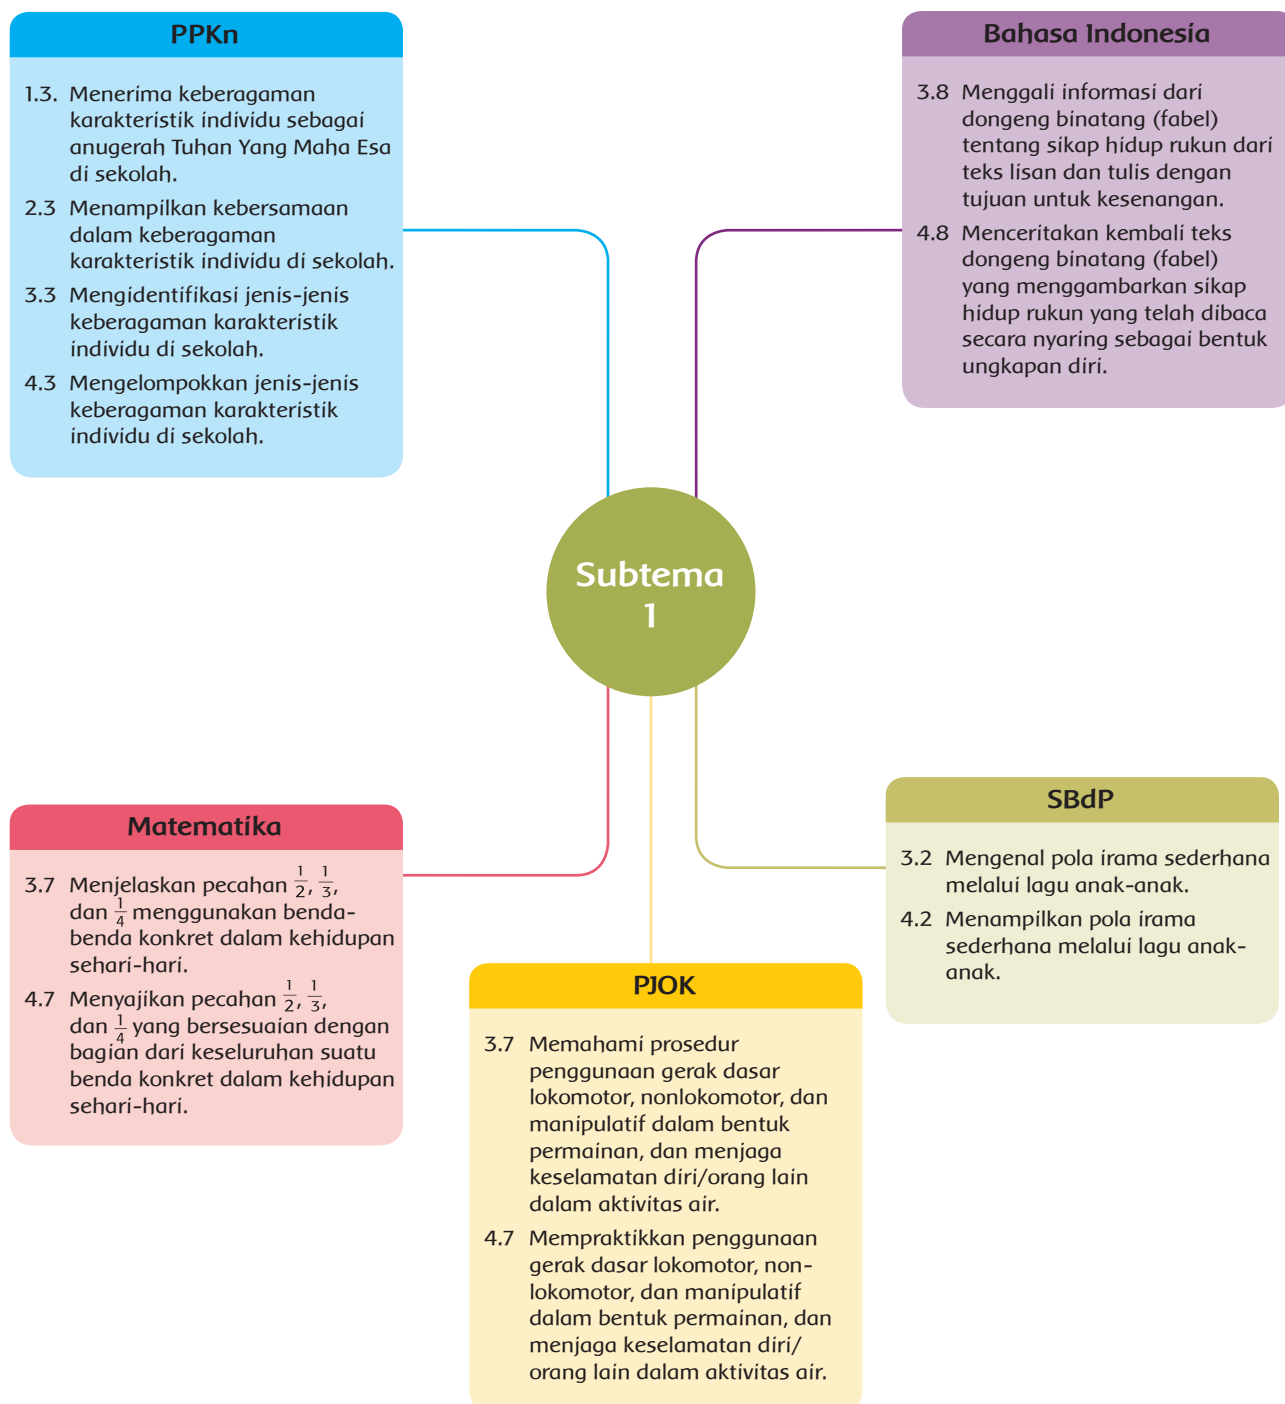 PPKn
1.3. Menerima keberagaman
karakteristik individu sebagai
anugerah Tuhan Yang Maha Esa
di sekolah.
2.3 Menampilkan kebersamaan
dalam keberagaman
karakteristik individu di sekolah.
3.3 Mengidentifikasi jenis-jenis
keberagaman karakteristik
individu di sekolah.
4.3 Mengelompokkan jenis-jenis
keberagaman karakteristik
individu di sekolah.
Bahasa Indonesia
3.8 Menggali informasi dari
dongeng binatang (fabel)
tentang sikap hidup rukun dari
teks lisan dan tulis dengan
tujuan untuk kesenangan.
4.8 Menceritakan kembali teks
dongeng binatang (fabel)
yang menggambarkan sikap
hidup rukun yang telah dibaca
secara nyaring sebagai bentuk
ungkapan diri.
Subtema
1
Matematika
3.7 Menjelaskan pecahan 1/2, 1/3,
dan 1/4 menggunakan benda-
benda konkret dalam kehidupan
sehari-hari.
4.7 Menyajikan pecahan 1/2, 1/3,
dan 1/4 yang bersesuaian dengan
bagian dari keseluruhan suatu
benda konkret dalam kehidupan
sehari-hari.
PJOK
3.7 Memahami prosedur
penggunaan gerak dasar
lokomotor, nonlokomotor, dan
manipulatif dalam bentuk
permainan, dan menjaga
keselamatan diri/orang lain
dalam aktivitas air.
4.7 Mempraktikkan penggunaan
gerak dasar lokomotor, non-
lokomotor, dan manipulatif
dalam bentuk permainan, dan
menjaga keselamatan diri/
orang lain dalam aktivitas air.
SBdP
3.2 Mengenal pola irama sederhana
melalui lagu anak-anak.
4.2 Menampilkan pola irama
sederhana melalui lagu anak-
anak.